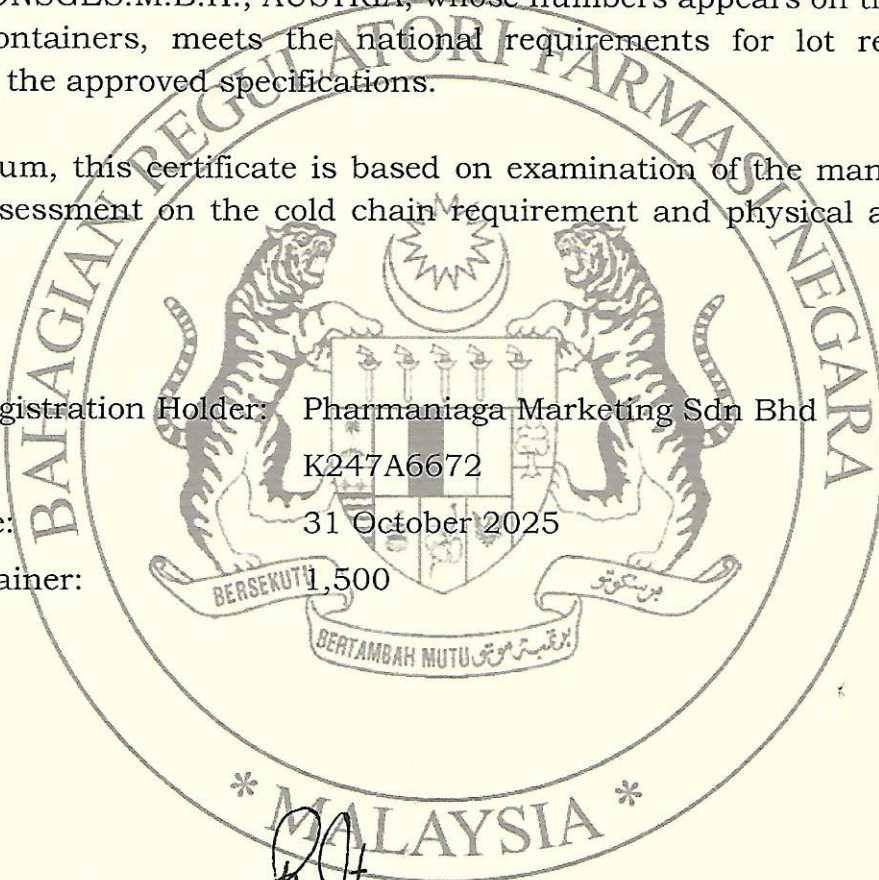 ONSGES.M.B.H., AUSTRIA, whose numbers appears on th
ontainers, meets the national requirements for lot re
the approved specifications.
um, this certificate is based on examination of the man
sessment on the cold chain requirement and physical a
gistration Holder: Pharmaniaga Marketing Sdn Bhd
K247A6672
e: 31 October 2025
ainer: 1,500
BAHAGIAN REGULATORI FARMASI NEGARA
BERSEKUTU برسكوتو
BERTAMBAH MUTU برتمبه موتو
* MALAYSIA *